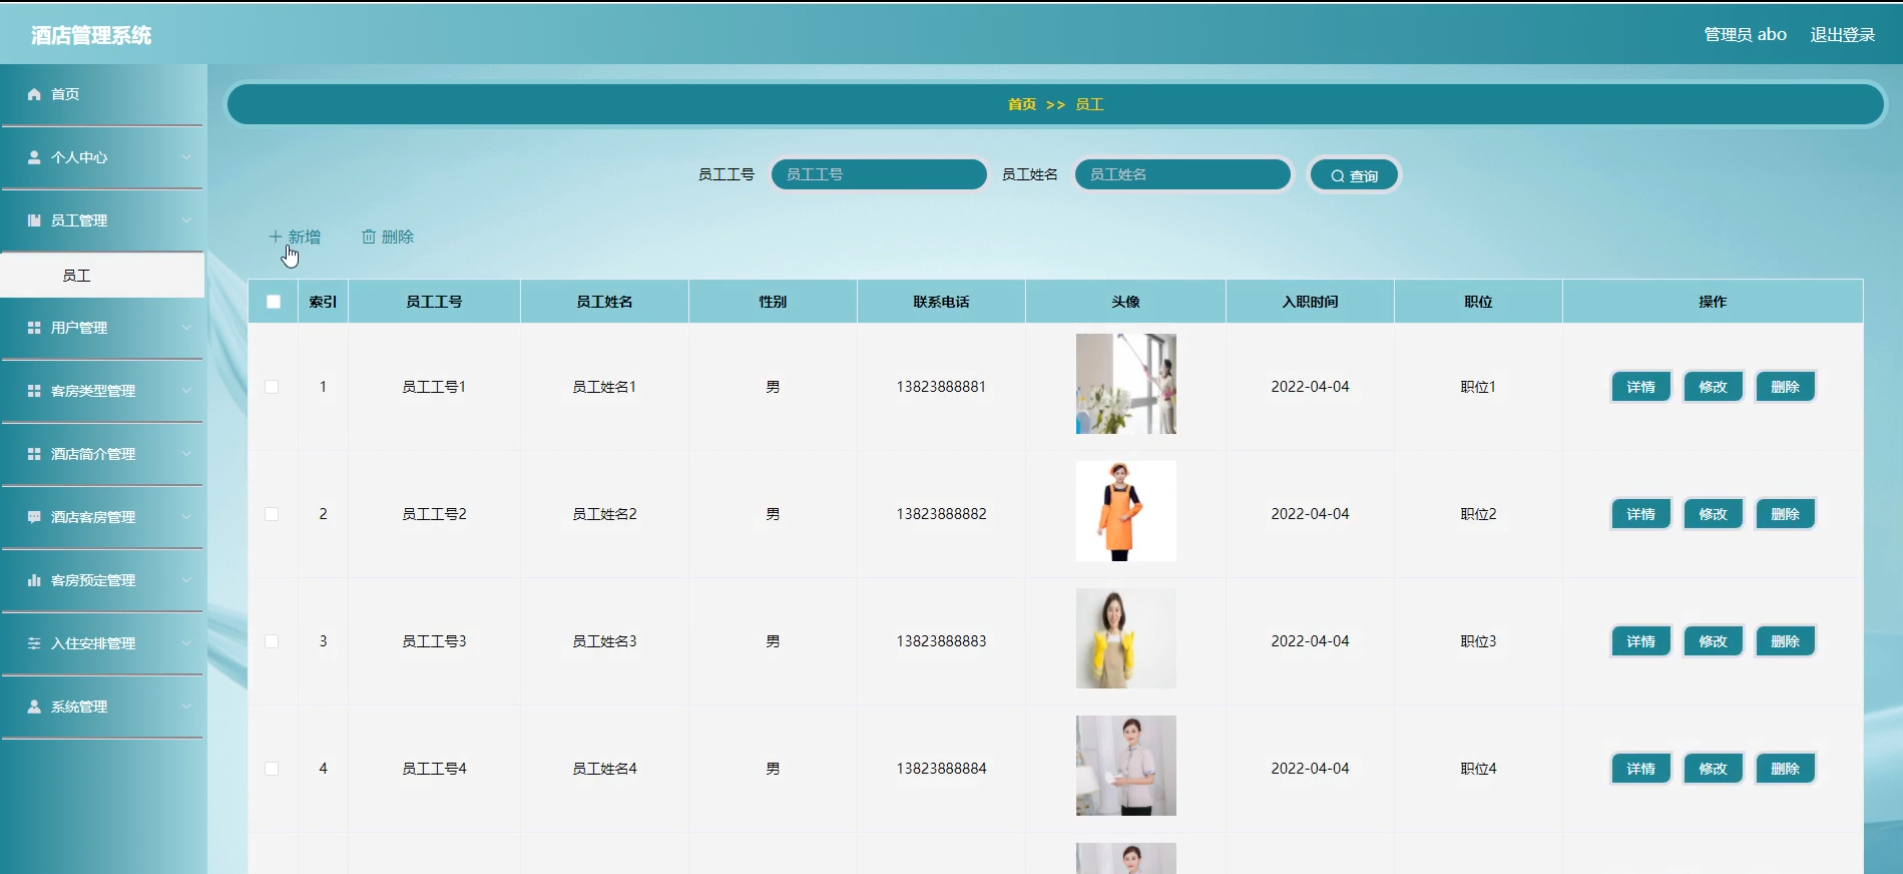 酒店管理系统
管理员 abo 退出登录
首页
个人中心
员工管理
员工
用户管理
客房类型管理
酒店简介管理
酒店客房管理
客房预定管理
入住安排管理
系统管理
首页 >> 员工
员工工号 员工工号 员工姓名 员工姓名 查询
新增 删除
索引 员工工号 员工姓名 性别 联系电话 头像 入职时间 职位 操作
1 员工工号1 员工姓名1 男 13823888881 2022-04-04 职位1 详情 修改 删除
2 员工工号2 员工姓名2 男 13823888882 2022-04-04 职位2 详情 修改 删除
3 员工工号3 员工姓名3 男 13823888883 2022-04-04 职位3 详情 修改 删除
4 员工工号4 员工姓名4 男 13823888884 2022-04-04 职位4 详情 修改 删除